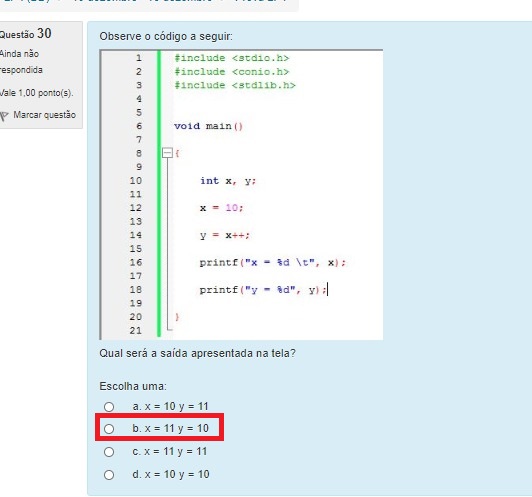 Questão 30
Ainda não
respondida
Vale 1,00 ponto(s).
Marcar questão
Observe o código a seguir:
1 #include <stdio.h>
2 #include <conio.h>
3 #include <stdlib.h>
4
5
6 void main()
7
8 {
9
10 int x, y;
11
12 x = 10;
13
14 y = x++;
15
16 printf("x = %d \t", x);
17
18 printf("y = %d", y);
19
20 }
21
Qual será a saída apresentada na tela?
Escolha uma:
a. x = 10 y = 11
b. x = 11 y = 10
c. x = 11 y = 11
d. x = 10 y = 10